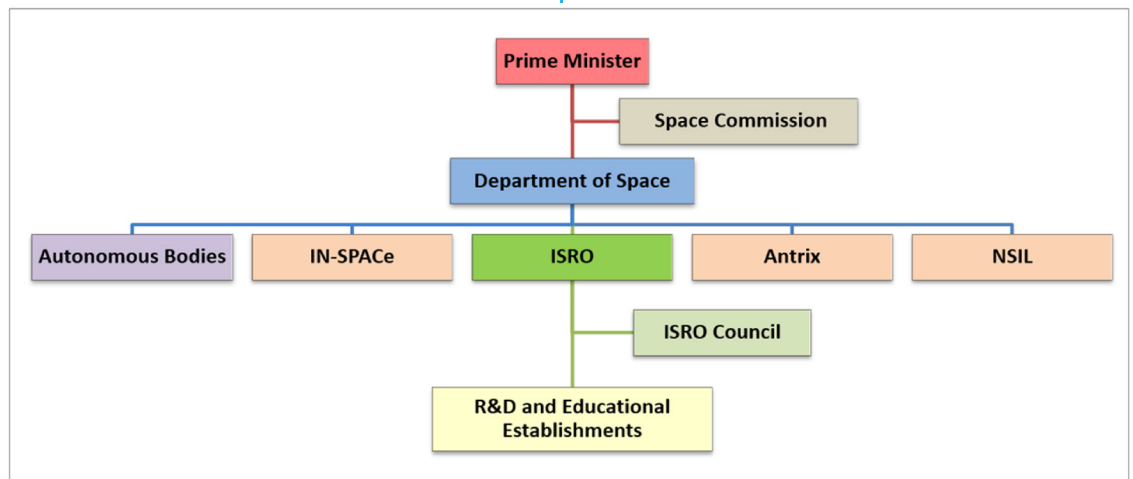 Prime Minister
Space Commission
Department of Space
Autonomous Bodies
IN-SPACe
ISRO
Antrix
NSIL
ISRO Council
R&D and Educational
Establishments